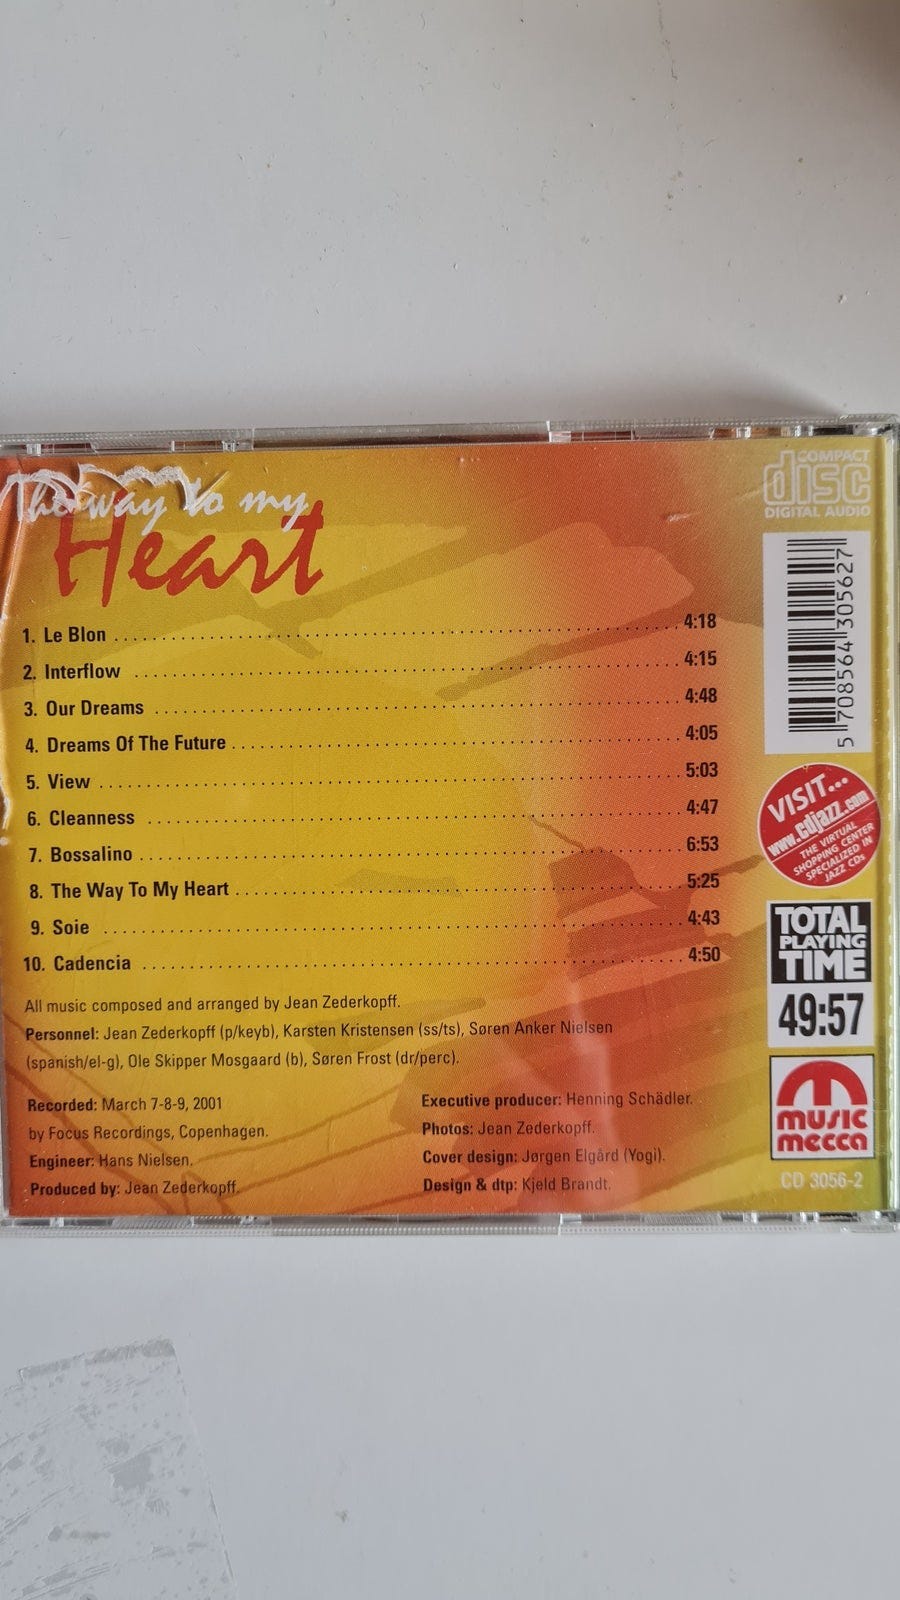 The way to my
Heart
1. Le Blon ........ 4:18
2. Interflow ........ 4:15
3. Our Dreams ........ 4:48
4. Dreams Of The Future ........ 4:05
5. View ........ 5:03
6. Cleanness ........ 4:47
7. Bossalino ........ 6:53
8. The Way To My Heart ........ 5:25
9. Soie ........ 4:43
10. Cadencia ........ 4:50
All music composed and arranged by Jean Zederkopff.
Personnel: Jean Zederkopff (p/keyb), Karsten Kristensen (ss/ts), Søren Anker Nielsen
(spanish/el-g), Ole Skipper Mosgaard (b), Søren Frost (dr/perc).
Recorded: March 7-8-9, 2001
by Focus Recordings, Copenhagen.
Engineer: Hans Nielsen.
Produced by: Jean Zederkopff.
Executive producer: Henning Schädler.
Photos: Jean Zederkopff.
Cover design: Jørgen Elgård (Yogi).
Design & dtp: Kjeld Brandt.
COMPACT
disc
DIGITAL AUDIO
5 708564 305627
VISIT...
www.cdjazz.com
THE VIRTUAL
SHOPPING CENTER
SPECIALIZED IN
JAZZ CDs
TOTAL
PLAYING
TIME
49:57
music
mecca
CD 3056-2